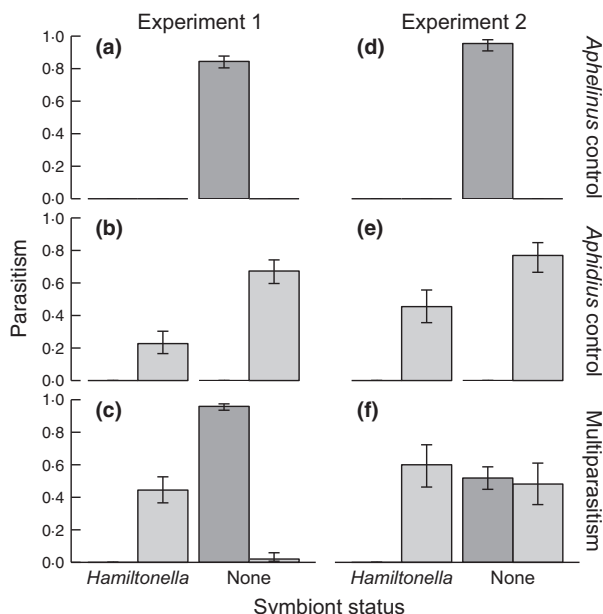 Experiment 1
Experiment 2
(a)
1·0
0·8
0·6
0·4
0·2
0·0
(d)
Aphelinus control
(b)
1·0
0·8
0·6
0·4
0·2
0·0
(e)
Aphidius control
Parasitism
(c)
1·0
0·8
0·6
0·4
0·2
0·0
(f)
Multiparasitism
Hamiltonella
None
Hamiltonella
None
Symbiont status